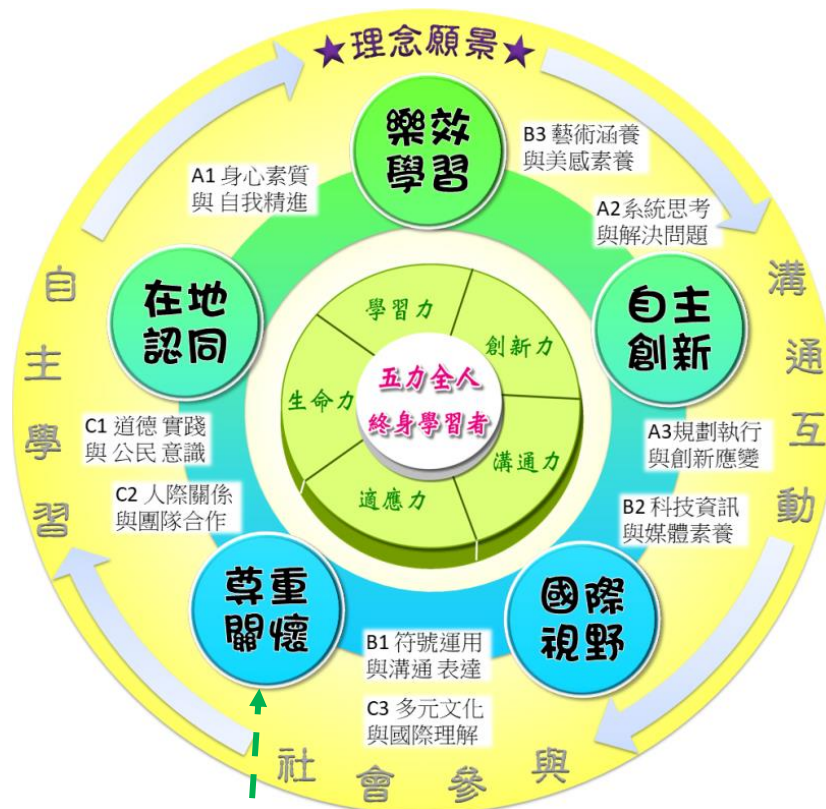 ★理念願景★
樂效
學習
B3 藝術涵養
與美感素養
A1 身心素質
與 自我精進
A2系統思考
與解決問題
在地
認同
自主
創新
學習力
創新力
生命力
溝通力
適應力
五力全人
終身學習者
C1 道德 實踐
與 公民 意識
A3規劃執行
與創新應變
C2 人際關係
與團隊合作
B2 科技資訊
與媒體素養
尊重
關懷
國際
視野
B1 符號運用
與溝通 表達
C3 多元文化
與國際理解
自主學習
溝通互動
社會參與